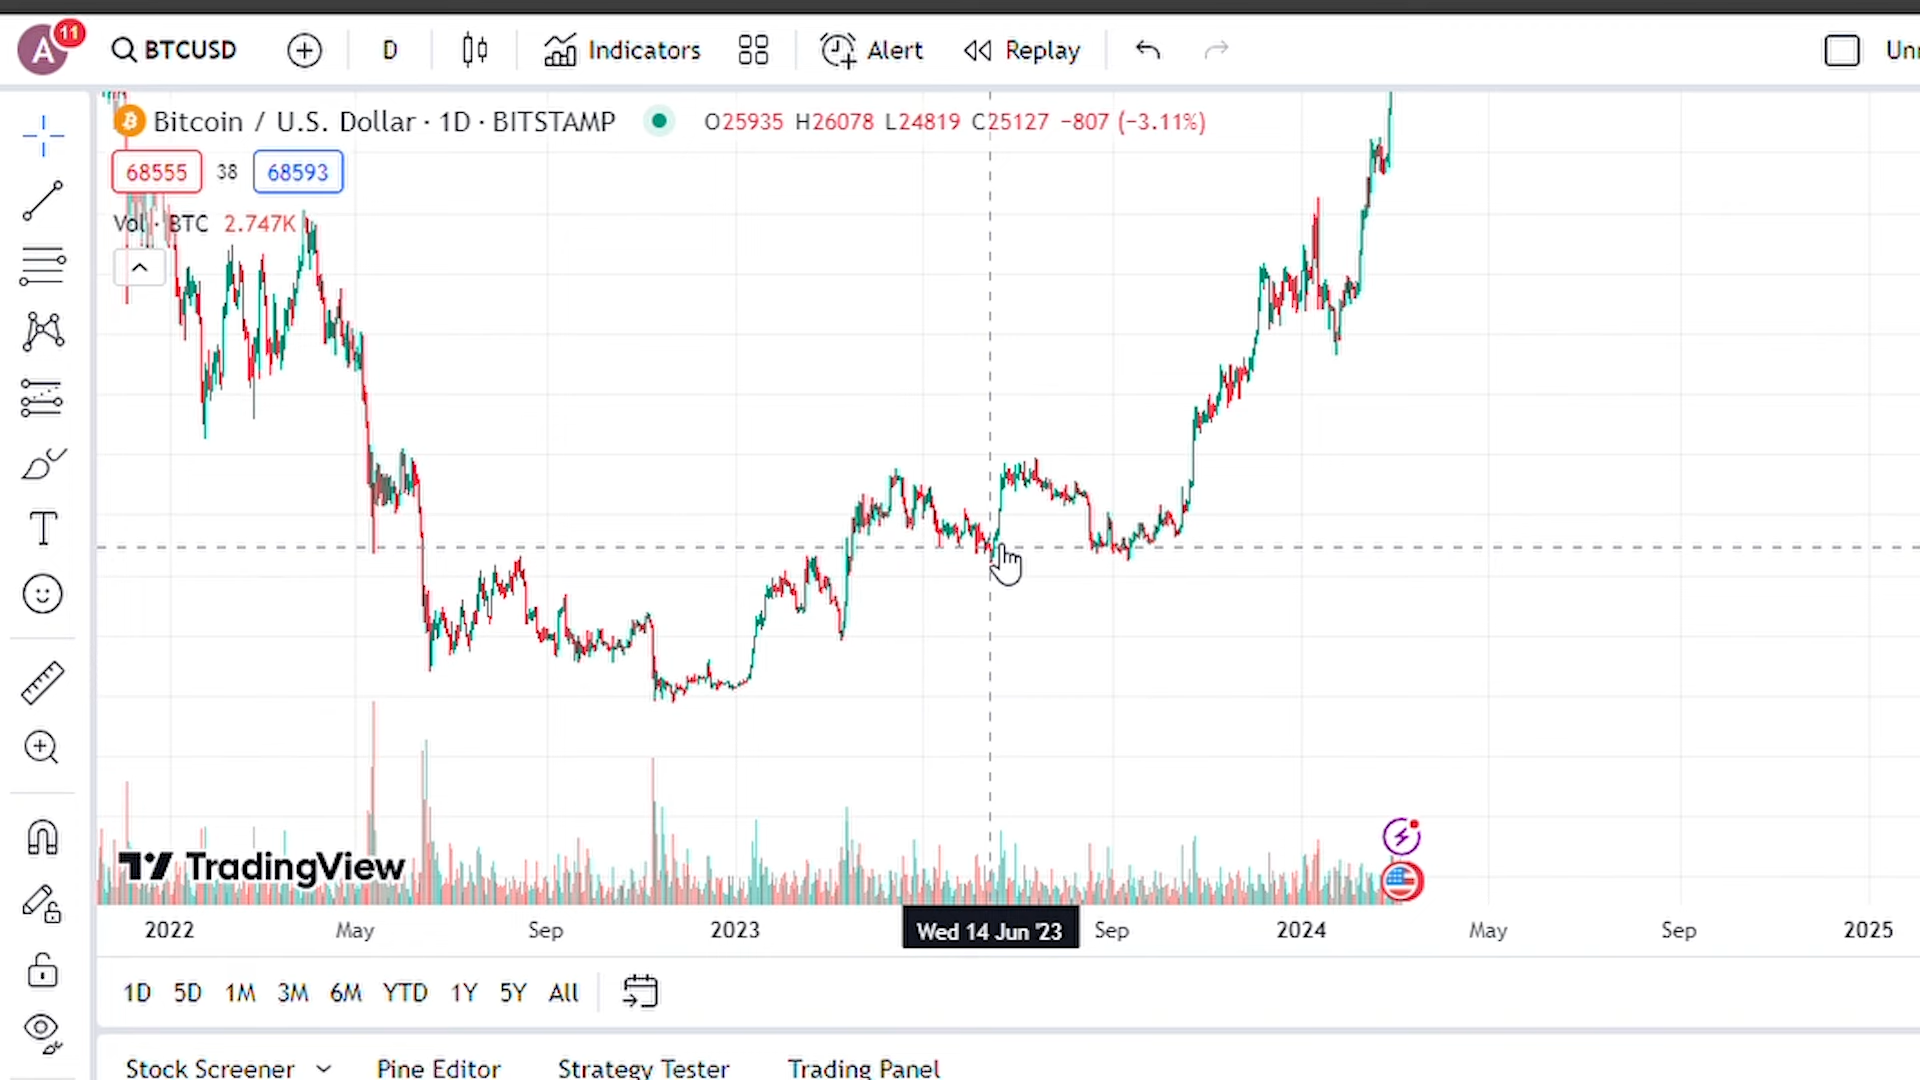 A 11 BTCUSD D Indicators Alert Replay
Bitcoin / U.S. Dollar · 1D · BITSTAMP O25935 H26078 L24819 C25127 −807 (−3.11%)
68555 38 68593
Vol · BTC 2.747K
TradingView
2022 May Sep 2023 Wed 14 Jun '23 Sep 2024 May Sep 2025
1D 5D 1M 3M 6M YTD 1Y 5Y All
Stock Screener Pine Editor Strategy Tester Trading Panel